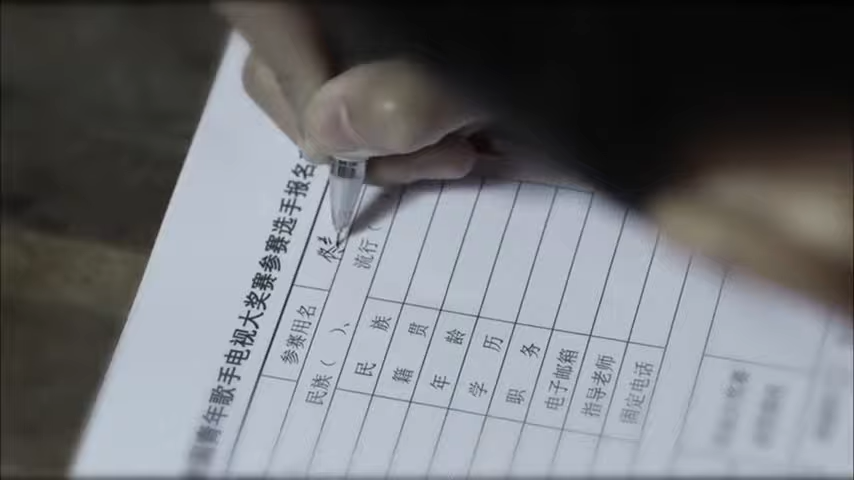 青年歌手电视大奖赛参赛选手报名
参赛用名
民族（ ）、 流行（
民族
籍贯
年龄
学历
职务
电子邮箱
指导老师
固定电话